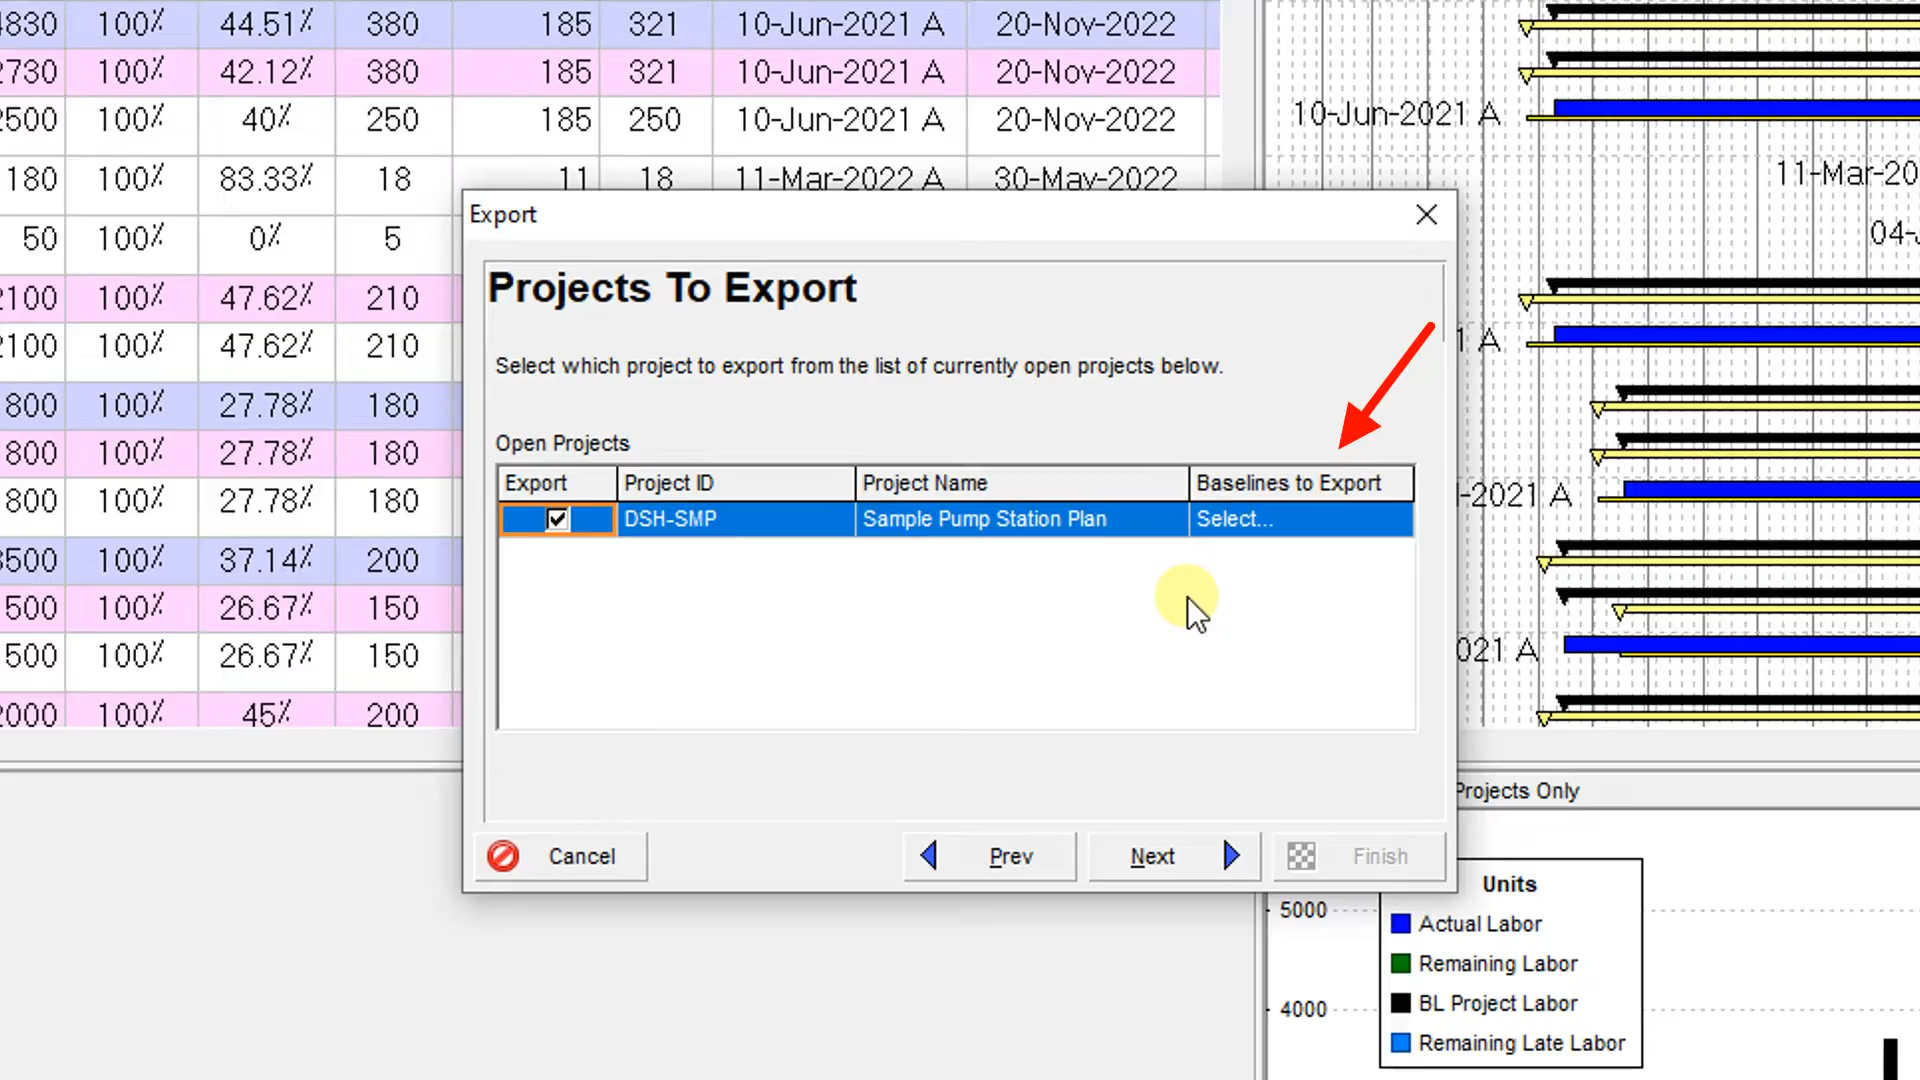 4830 100% 44.51% 380 185 321 10-Jun-2021 A 20-Nov-2022
2730 100% 42.12% 380 185 321 10-Jun-2021 A 20-Nov-2022
2500 100% 40% 250 185 250 10-Jun-2021 A 20-Nov-2022
10-Jun-2021 A
180 100% 83.33% 18 11 18 11-Mar-2022 A 30-May-2022
11-Mar-20
50 100% 0% 5
04-
2100 100% 47.62% 210
2100 100% 47.62% 210
1 A
800 100% 27.78% 180
800 100% 27.78% 180
800 100% 27.78% 180
-2021 A
3500 100% 37.14% 200
500 100% 26.67% 150
500 100% 26.67% 150
021 A
2000 100% 45% 200
Export
Projects To Export
Select which project to export from the list of currently open projects below.
Open Projects
Export Project ID Project Name Baselines to Export
DSH-SMP Sample Pump Station Plan Select...
Cancel Prev Next Finish
Projects Only
5000
4000
Units
Actual Labor
Remaining Labor
BL Project Labor
Remaining Late Labor